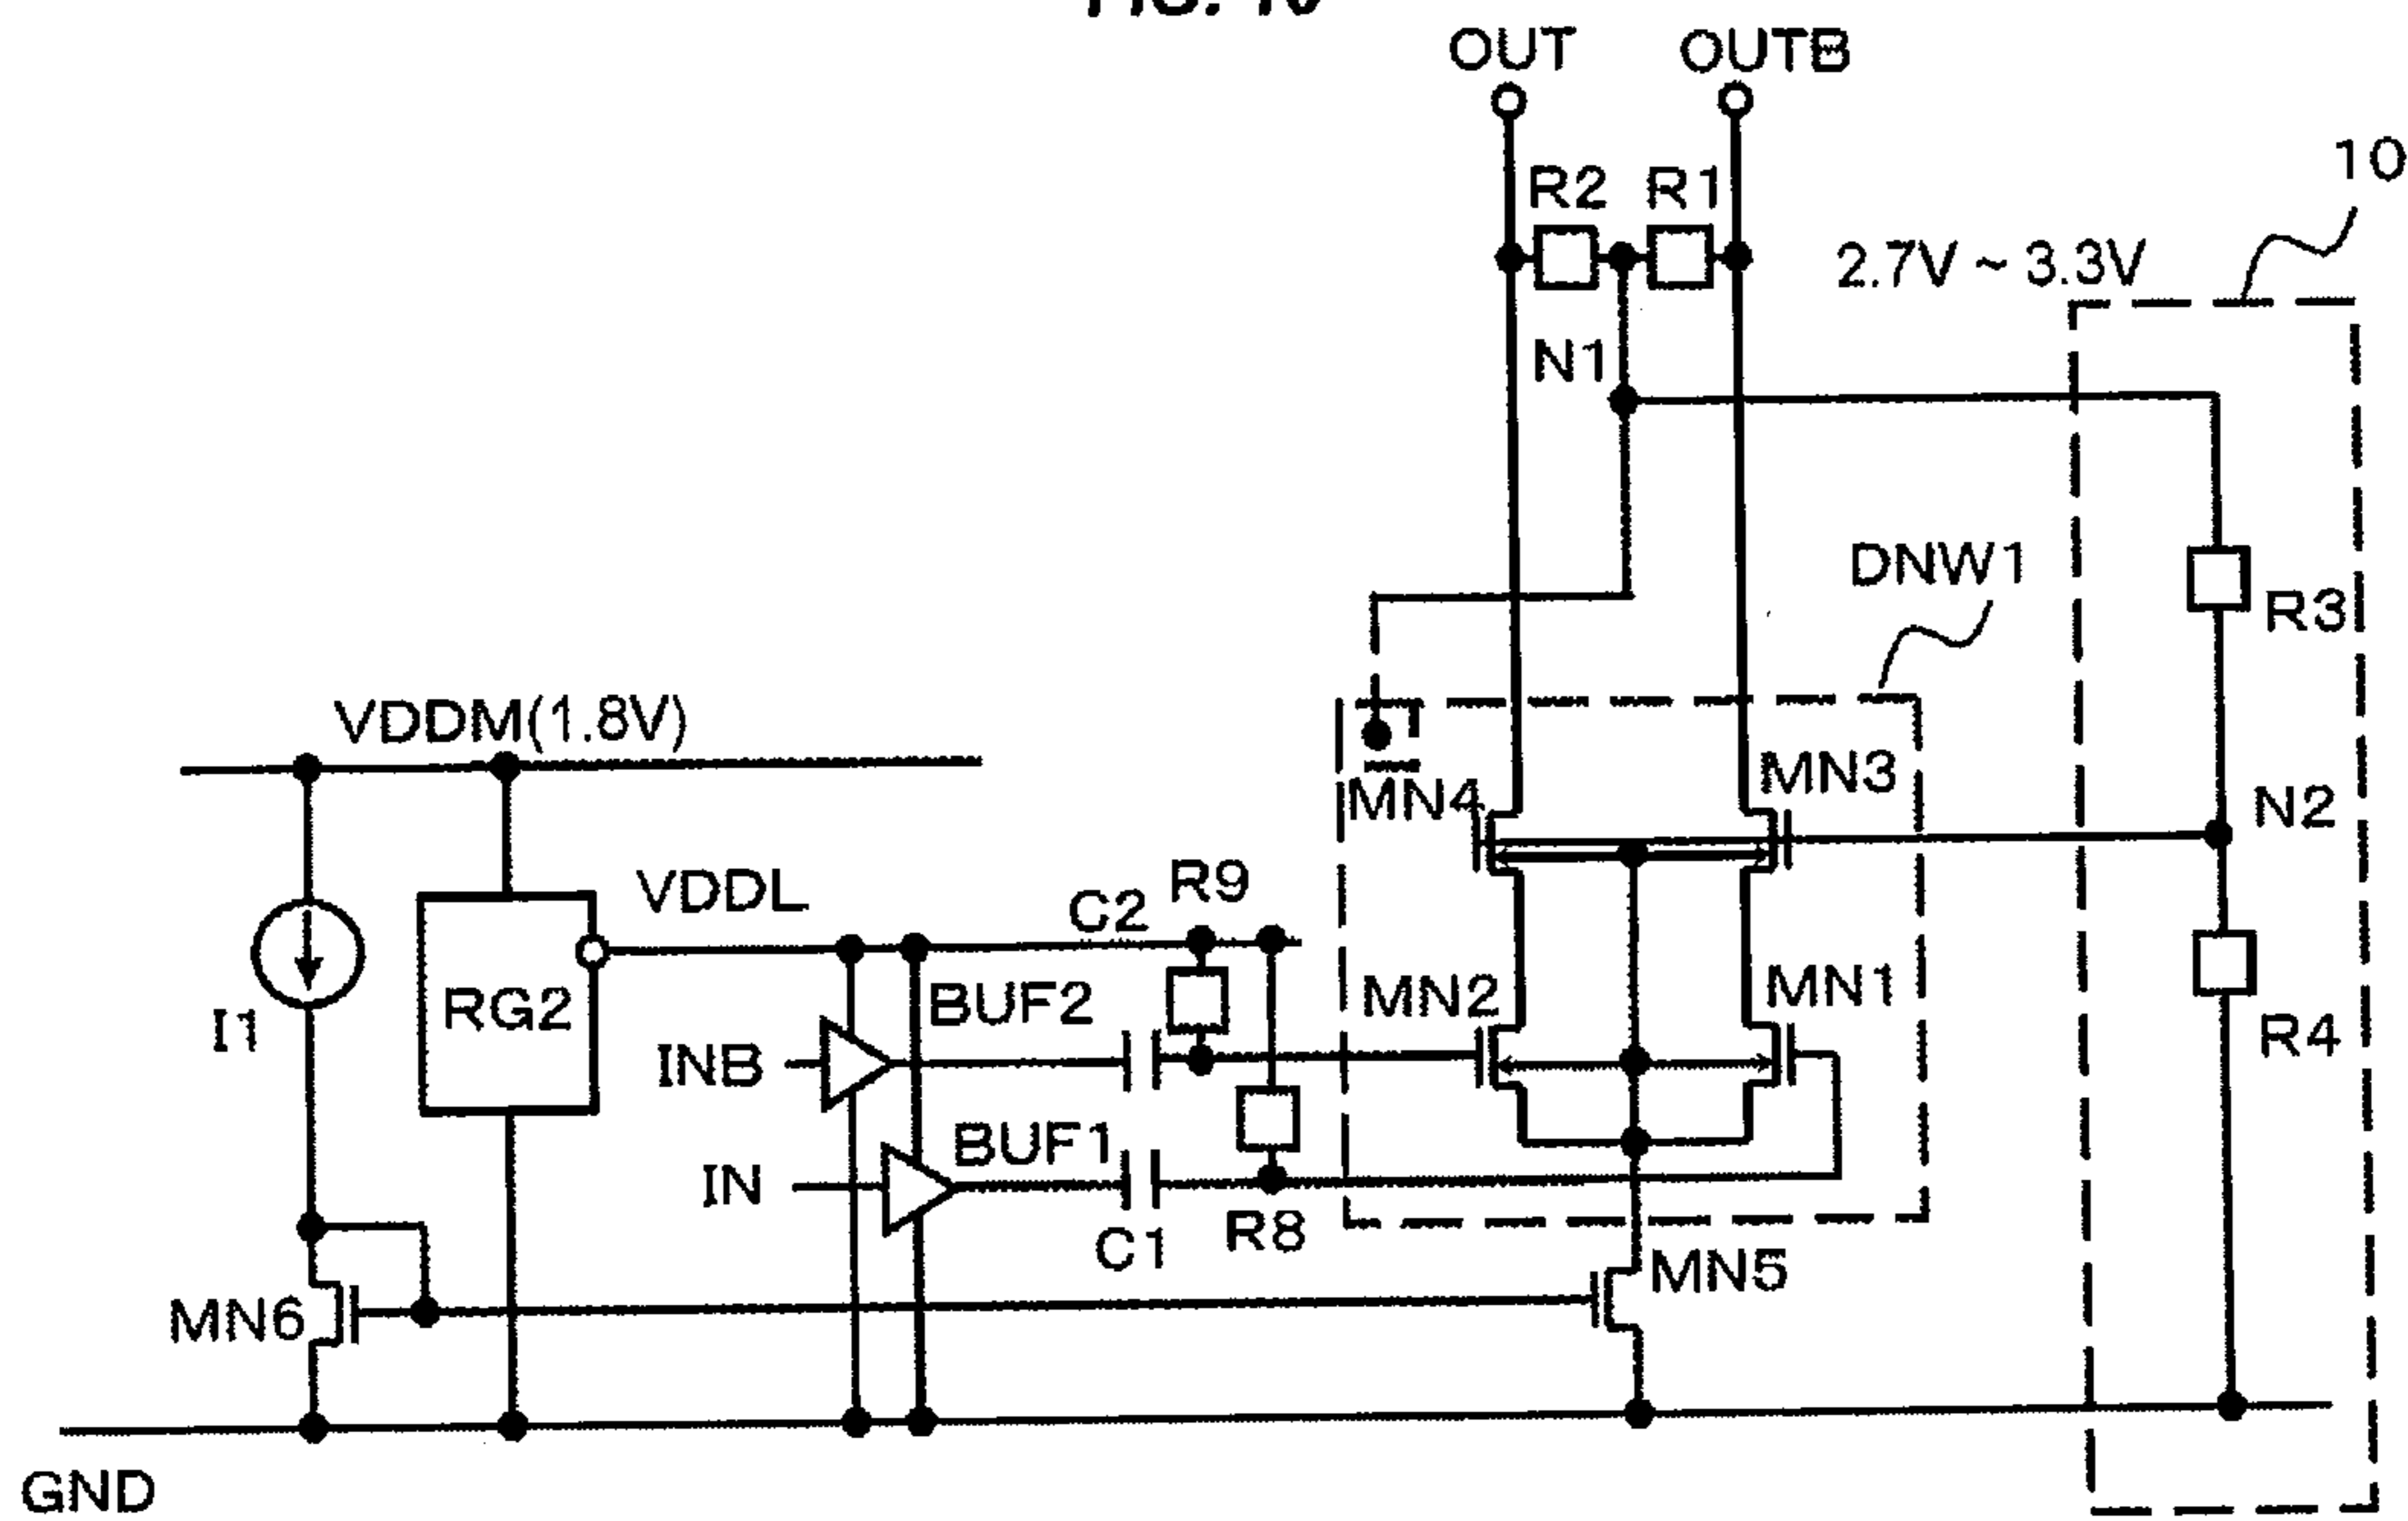 OUT
OUTB
10
R2
R1
2.7V ~ 3.3V
N1
DNW1
R3
VDDM(1.8V)
MN3
MN4
N2
VDDL
C2
R9
MN2
MN1
BUF2
RG2
I1
INB
R4
BUF1
IN
C1
R8
MN5
MN6
GND